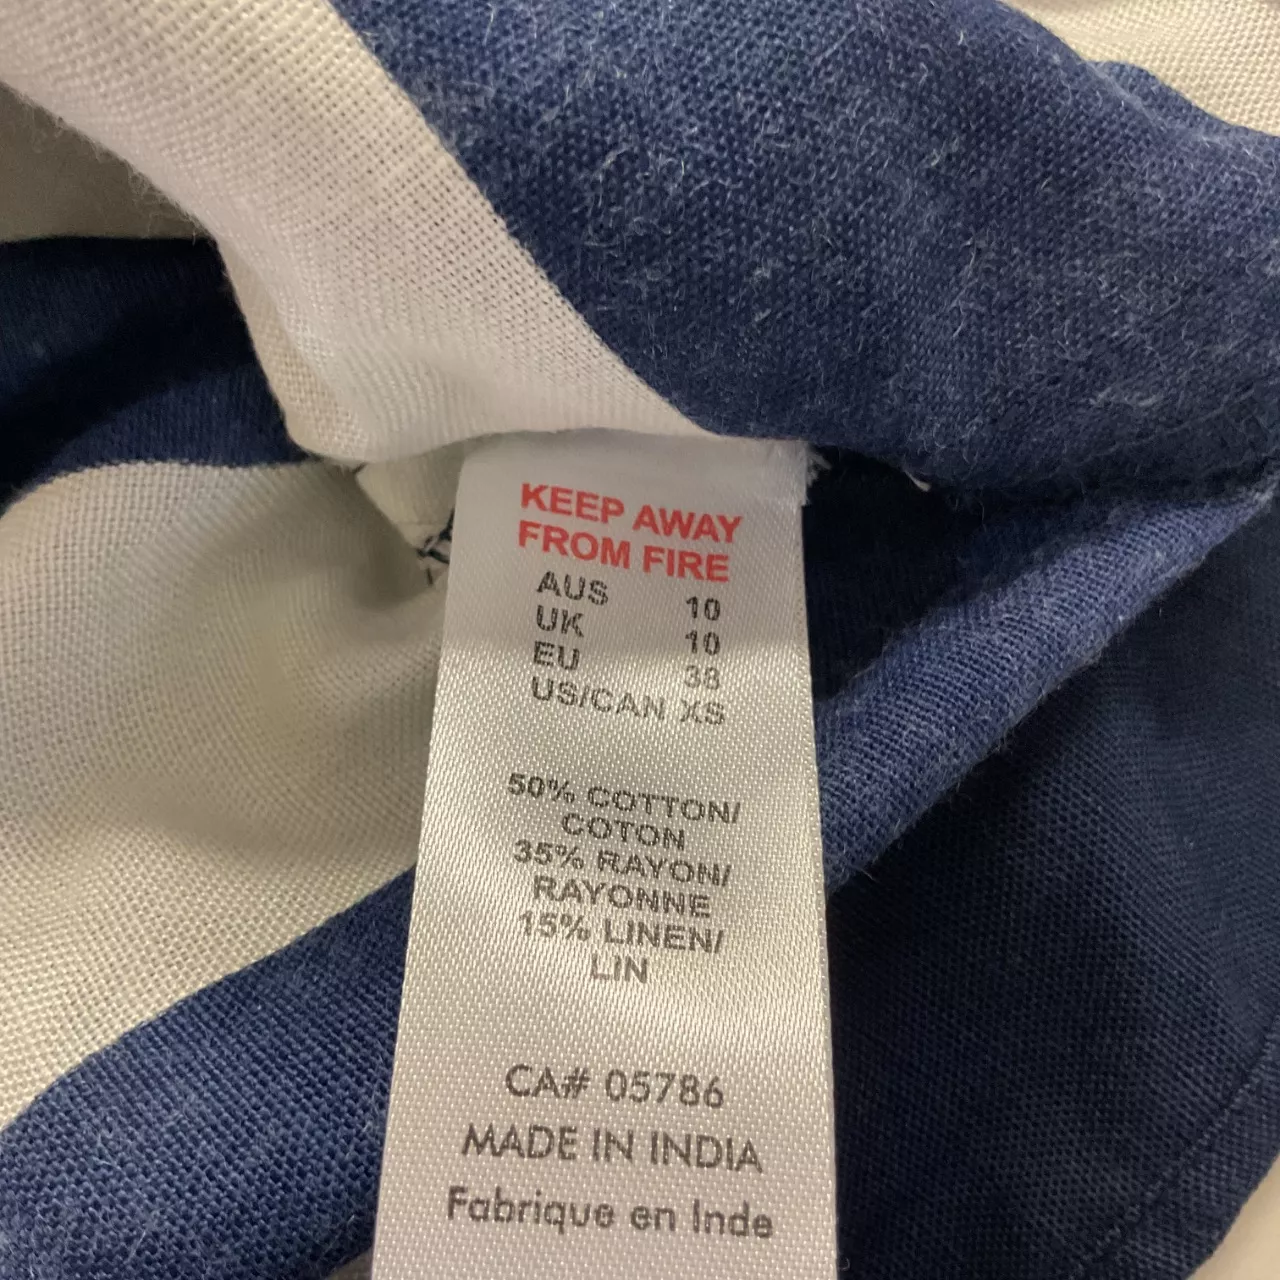 KEEP AWAY
FROM FIRE
AUS 10
UK 10
EU 38
US/CAN XS
50% COTTON/
COTON
35% RAYON/
RAYONNE
15% LINEN/
LIN
CA# 05786
MADE IN INDIA
Fabrique en Inde